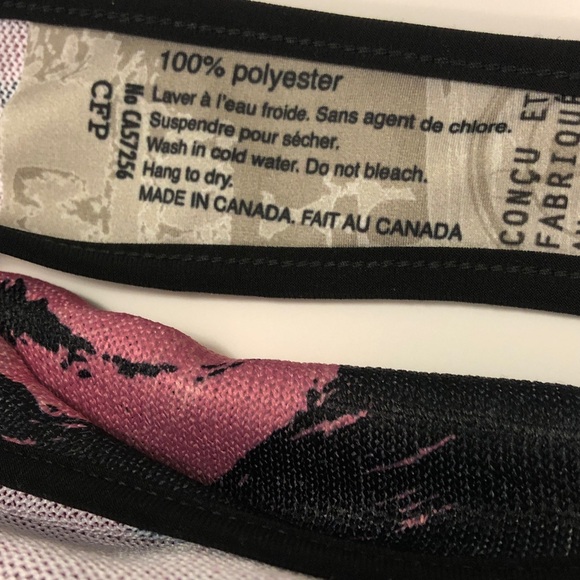 100% polyester
Laver à l'eau froide. Sans agent de chlore.
Suspendre pour sécher.
Wash in cold water. Do not bleach.
Hang to dry.
MADE IN CANADA. FAIT AU CANADA
No CA57256
CFP
CONÇU ET
FABRIQUÉ